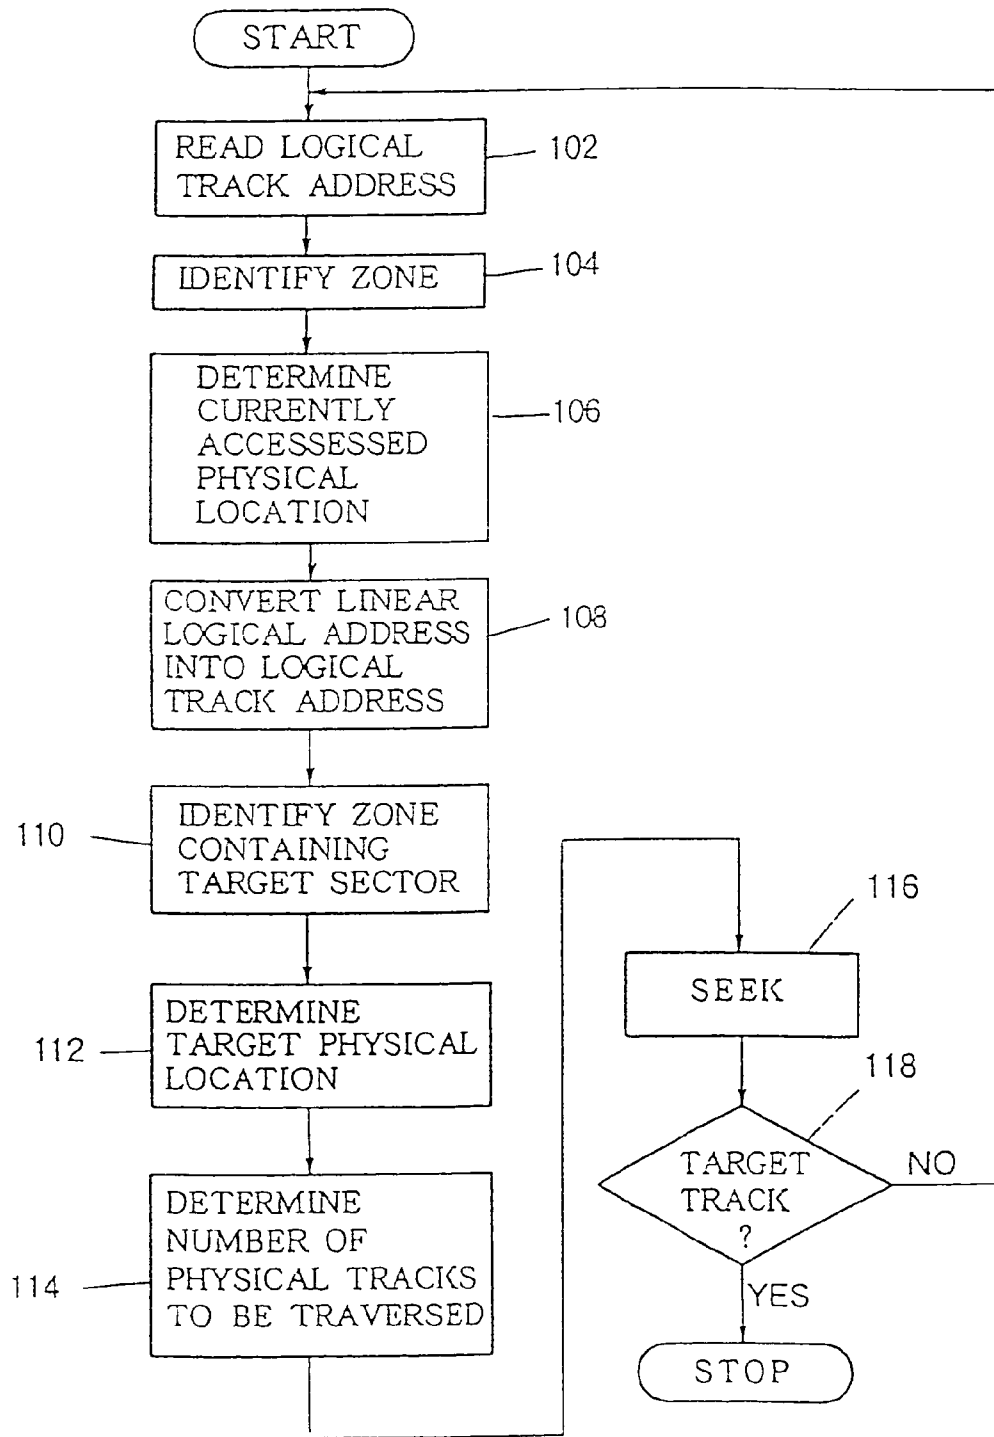 START
READ LOGICAL
TRACK ADDRESS
102
IDENTIFY ZONE
104
DETERMINE
CURRENTLY
ACCESSESSED
PHYSICAL
LOCATION
106
CONVERT LINEAR
LOGICAL ADDRESS
INTO LOGICAL
TRACK ADDRESS
108
110
IDENTIFY ZONE
CONTAINING
TARGET SECTOR
112
DETERMINE
TARGET PHYSICAL
LOCATION
114
DETERMINE
NUMBER OF
PHYSICAL TRACKS
TO BE TRAVERSED
116
SEEK
118
TARGET
TRACK
?
NO
YES
STOP